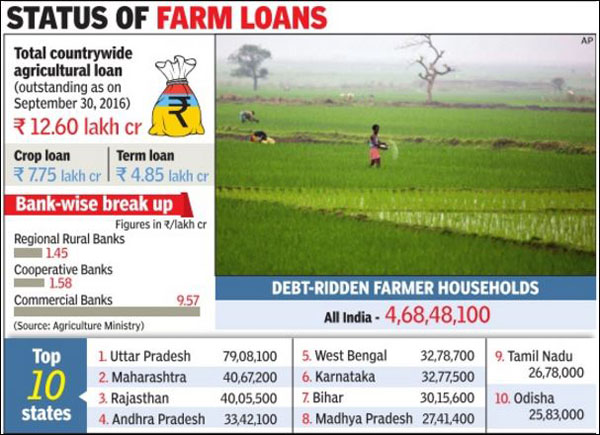 STATUS OF FARM LOANS
AP
Total countrywide
agricultural loan
(outstanding as on
September 30, 2016)
₹ 12.60 lakh cr
₹
Crop loan
₹ 7.75 lakh cr
Term loan
₹ 4.85 lakh cr
Bank-wise break up
Figures in ₹/lakh cr
Regional Rural Banks
1.45
Cooperative Banks
1.58
Commercial Banks 9.57
(Source: Agriculture Ministry)
DEBT-RIDDEN FARMER HOUSEHOLDS
All India - 4,68,48,100
Top
10
states
1. Uttar Pradesh 79,08,100
2. Maharashtra 40,67,200
3. Rajasthan 40,05,500
4. Andhra Pradesh 33,42,100
5. West Bengal 32,78,700
6. Karnataka 32,77,500
7. Bihar 30,15,600
8. Madhya Pradesh 27,41,400
9. Tamil Nadu
26,78,000
10. Odisha
25,83,000